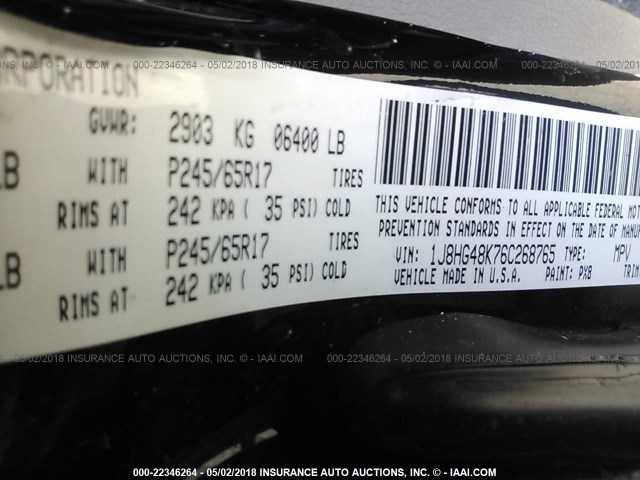 000-22346264 - 05/02/2018 INSURANCE AUTO AUCTIONS, INC. © - IAAI.COM
CORPORATION
GVWR: 2903 KG 06400 LB
LB WITH P245/65R17 TIRES
RIMS AT 242 KPA ( 35 PSI) COLD
LB WITH P245/65R17 TIRES
RIMS AT 242 KPA ( 35 PSI) COLD
THIS VEHICLE CONFORMS TO ALL APPLICABLE FEDERAL MOT
PREVENTION STANDARDS IN EFFECT ON THE DATE OF MANUF
VIN: 1J8HG48K76C268765 TYPE: MPV
VEHICLE MADE IN U.S.A. PAINT: PX8 TRIM
000-22346264 - 05/02/2018 INSURANCE AUTO AUCTIONS, INC. © - IAAI.COM
000-22346264 - 05/02/2018 INSURANCE AUTO AUCTIONS, INC. © - IAAI.COM
000-22346264 - 05/02/2018 INSURANCE AUTO AUCTIONS, INC. © - IAAI.COM